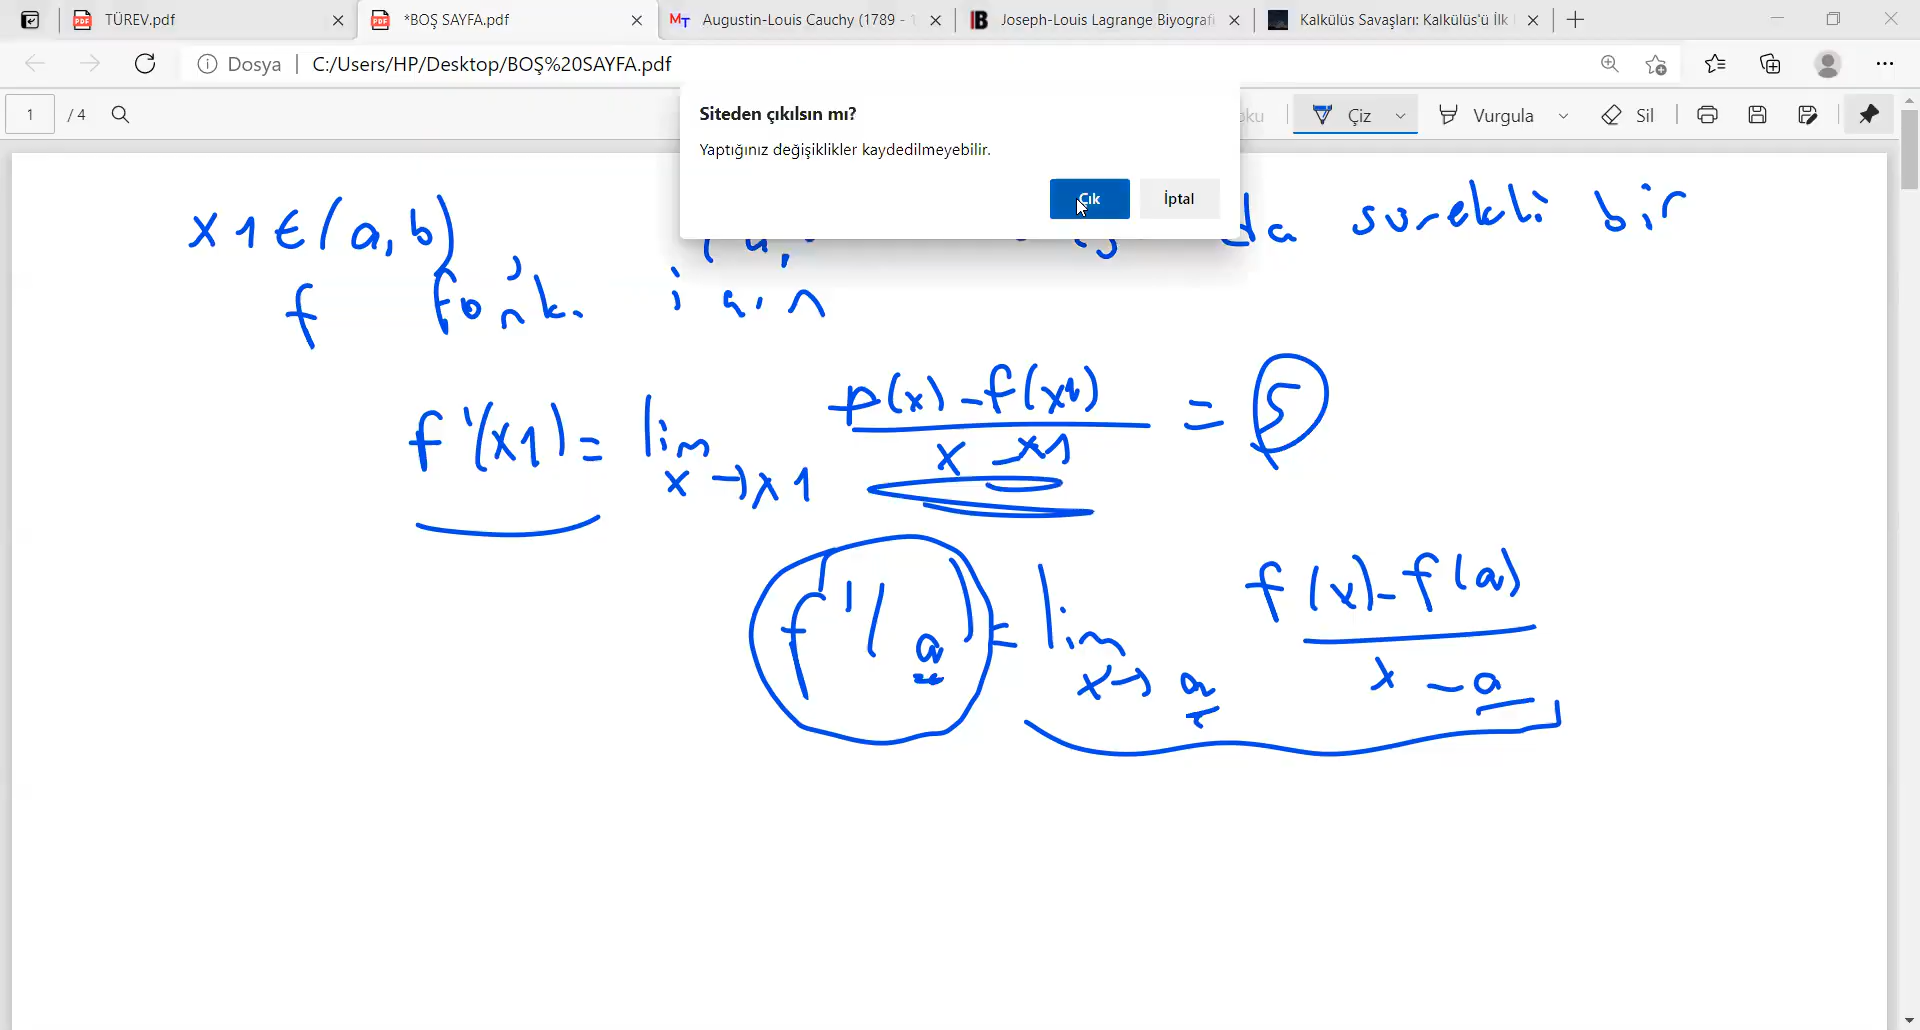 TÜREV.pdf
*BOŞ SAYFA.pdf
Augustin-Louis Cauchy (1789 -
Joseph-Louis Lagrange Biyografi
Kalkülüs Savaşları: Kalkülüs'ü İlk
Dosya | C:/Users/HP/Desktop/BOŞ%20SAYFA.pdf
1 / 4
Çiz
Vurgula
Sil
Siteden çıkılsın mı?
Yaptığınız değişiklikler kaydedilmeyebilir.
Çık
İptal
x1 ∈ (a, b) da sürekli bir
f fonk. için
f'(x1) = lim x→x1 f(x) - f(x1) / x - x1 = 5
f'(a) = lim x→a f(x) - f(a) / x - a